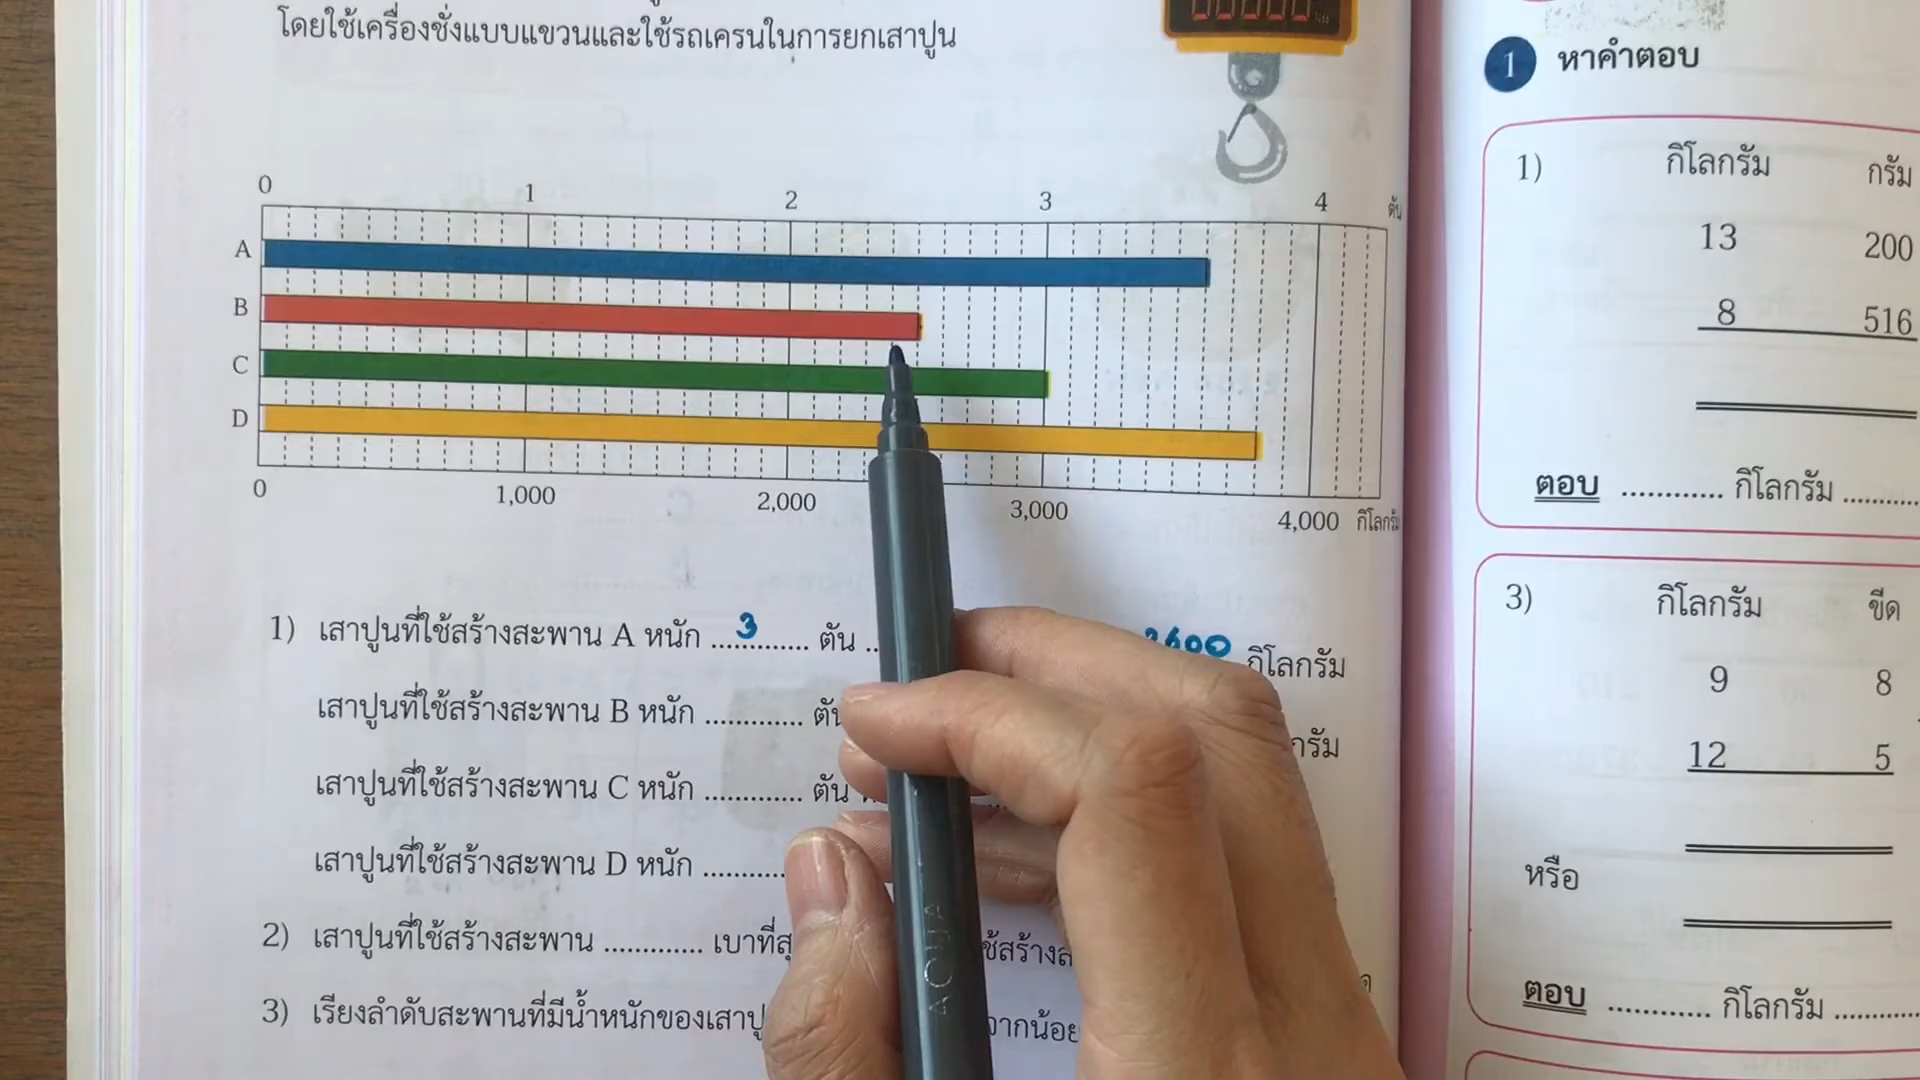 โดยใช้เครื่องชั่งแบบแขวนและใช้รถเครนในการยกเสาปูน
0 1 2 3 4 ตัน
A
B
C
D
0 1,000 2,000 3,000 4,000 กิโลกรัม
1) เสาปูนที่ใช้สร้างสะพาน A หนัก 3 ตัน 3600 กิโลกรัม
เสาปูนที่ใช้สร้างสะพาน B หนัก ............. ตัน
เสาปูนที่ใช้สร้างสะพาน C หนัก ............. ตัน
เสาปูนที่ใช้สร้างสะพาน D หนัก ...........
2) เสาปูนที่ใช้สร้างสะพาน ............. เบาที่สุ
3) เรียงลำดับสะพานที่มีน้ำหนักของเสาปู จากน้อย
AQUA
1 หาคำตอบ
1) กิโลกรัม กรัม
13 200
8 516
ตอบ ............. กิโลกรัม ..........
3) กิโลกรัม ขีด
9 8
12 5
หรือ
ตอบ ............. กิโลกรัม ..........